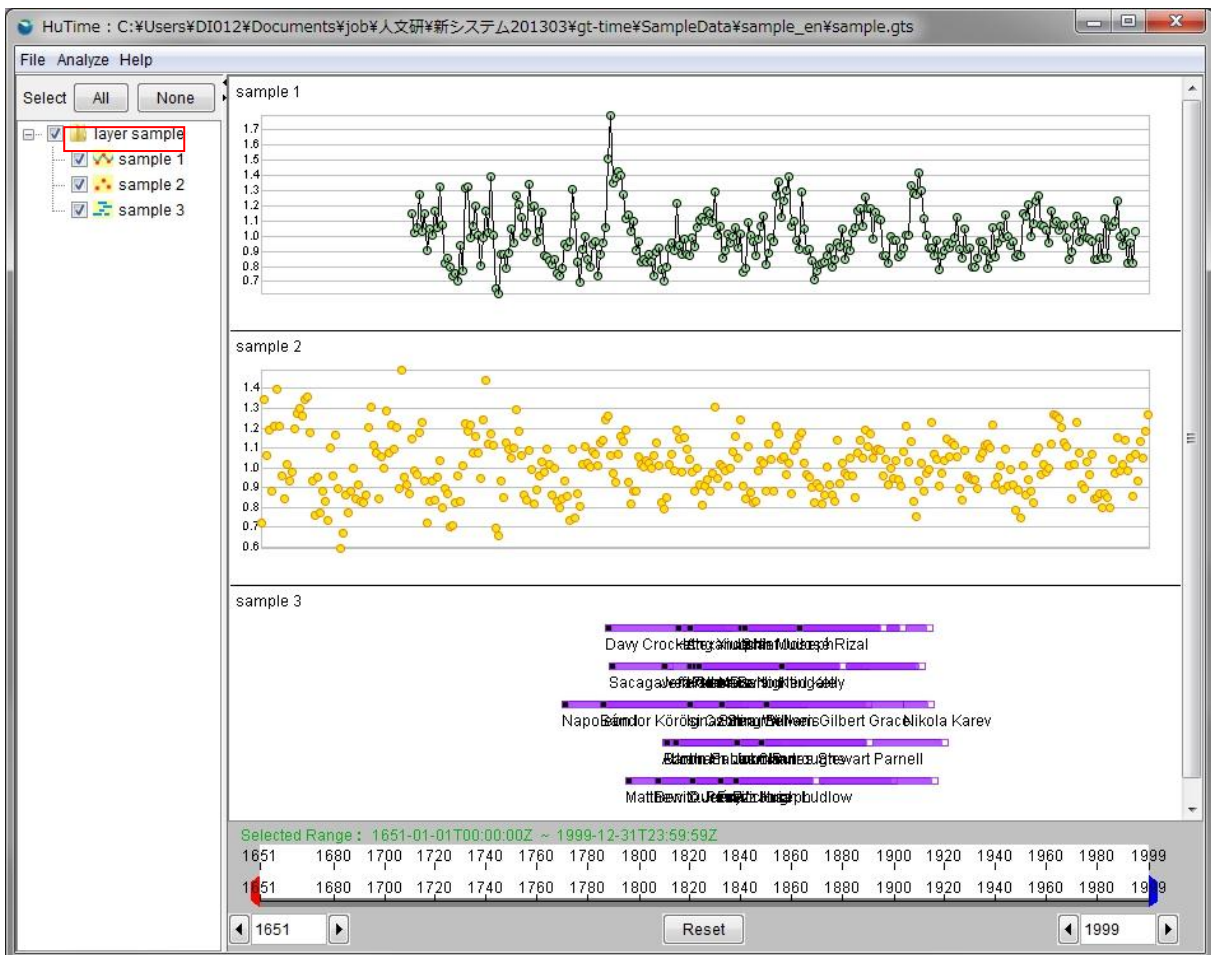 HuTime : C:¥Users¥DI012¥Documents¥job¥人文研¥新システム201303¥gt-time¥SampleData¥sample_en¥sample.gts
File Analyze Help
Select All None
layer sample
sample 1
sample 2
sample 3
sample 1
1.7
1.6
1.5
1.4
1.3
1.2
1.1
1.0
0.9
0.8
0.7
sample 2
1.4
1.3
1.2
1.1
1.0
0.9
0.8
0.7
0.6
sample 3
Davy Rizal
Gilbert Grace Nikola Karev
Stewart Parnell
Ludlow
Selected Range : 1651-01-01T00:00:00Z ~ 1999-12-31T23:59:59Z
1651 1680 1700 1720 1740 1760 1780 1800 1820 1840 1860 1880 1900 1920 1940 1960 1980 1999
1651 1680 1700 1720 1740 1760 1780 1800 1820 1840 1860 1880 1900 1920 1940 1960 1980 1999
1651 Reset 1999